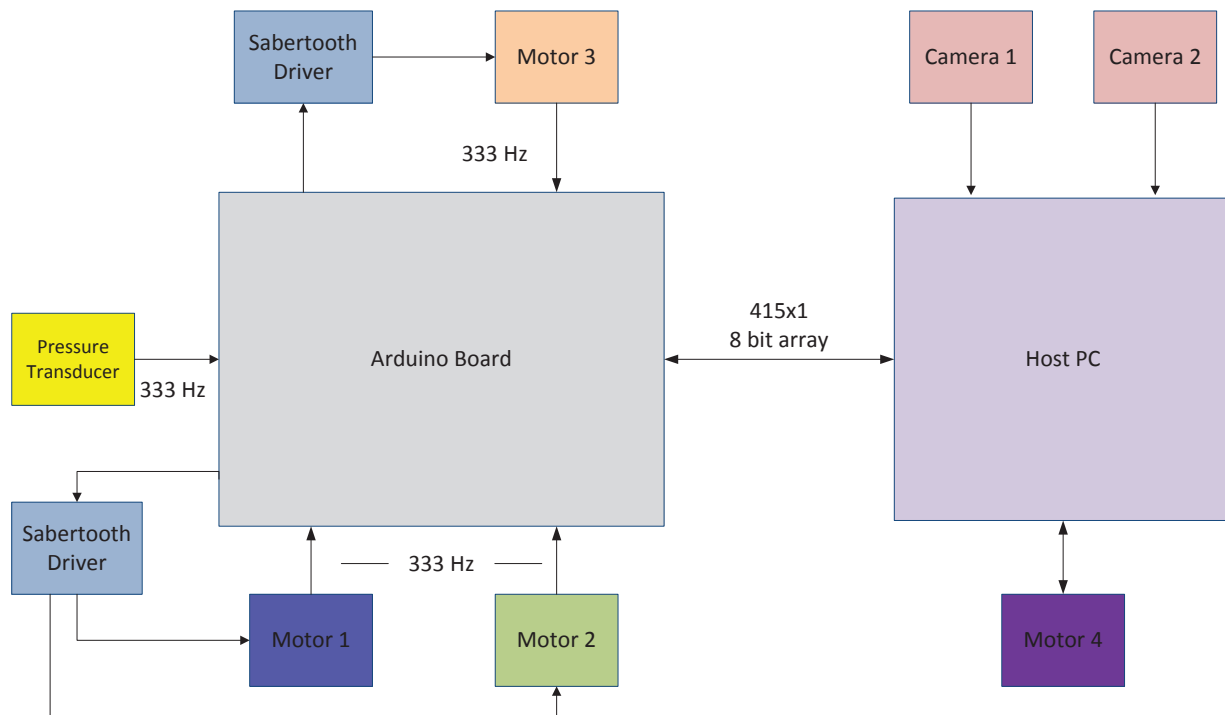 Sabertooth
Driver
Motor 3
Camera 1
Camera 2
333 Hz
Pressure
Transducer
333 Hz
Arduino Board
415x1
8 bit array
Host PC
Sabertooth
Driver
333 Hz
Motor 1
Motor 2
Motor 4